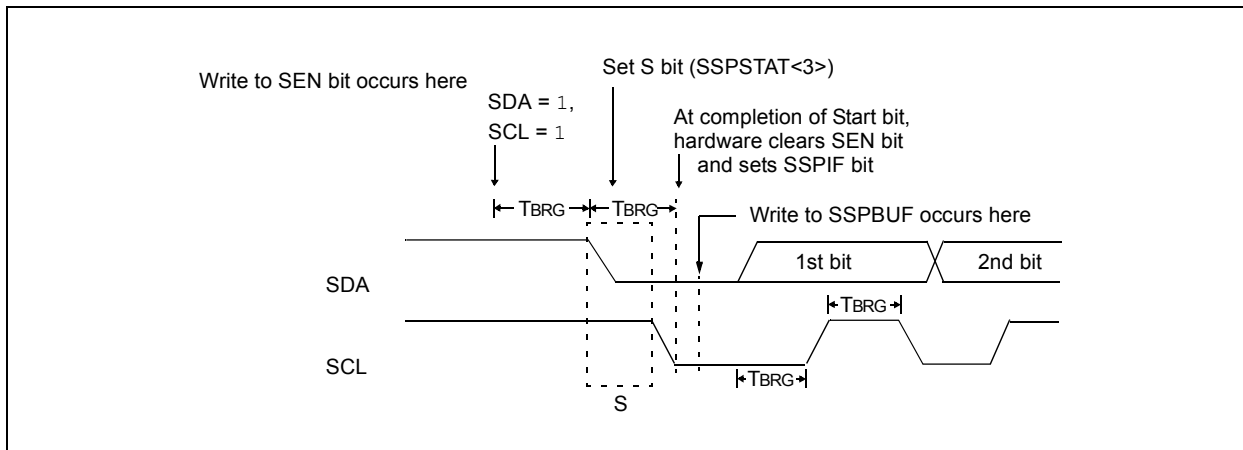 Write to SEN bit occurs here
Set S bit (SSPSTAT<3>)
SDA = 1,
SCL = 1
At completion of Start bit,
hardware clears SEN bit
and sets SSPIF bit
TBRG
TBRG
Write to SSPBUF occurs here
SDA
1st bit
2nd bit
TBRG
SCL
TBRG
S